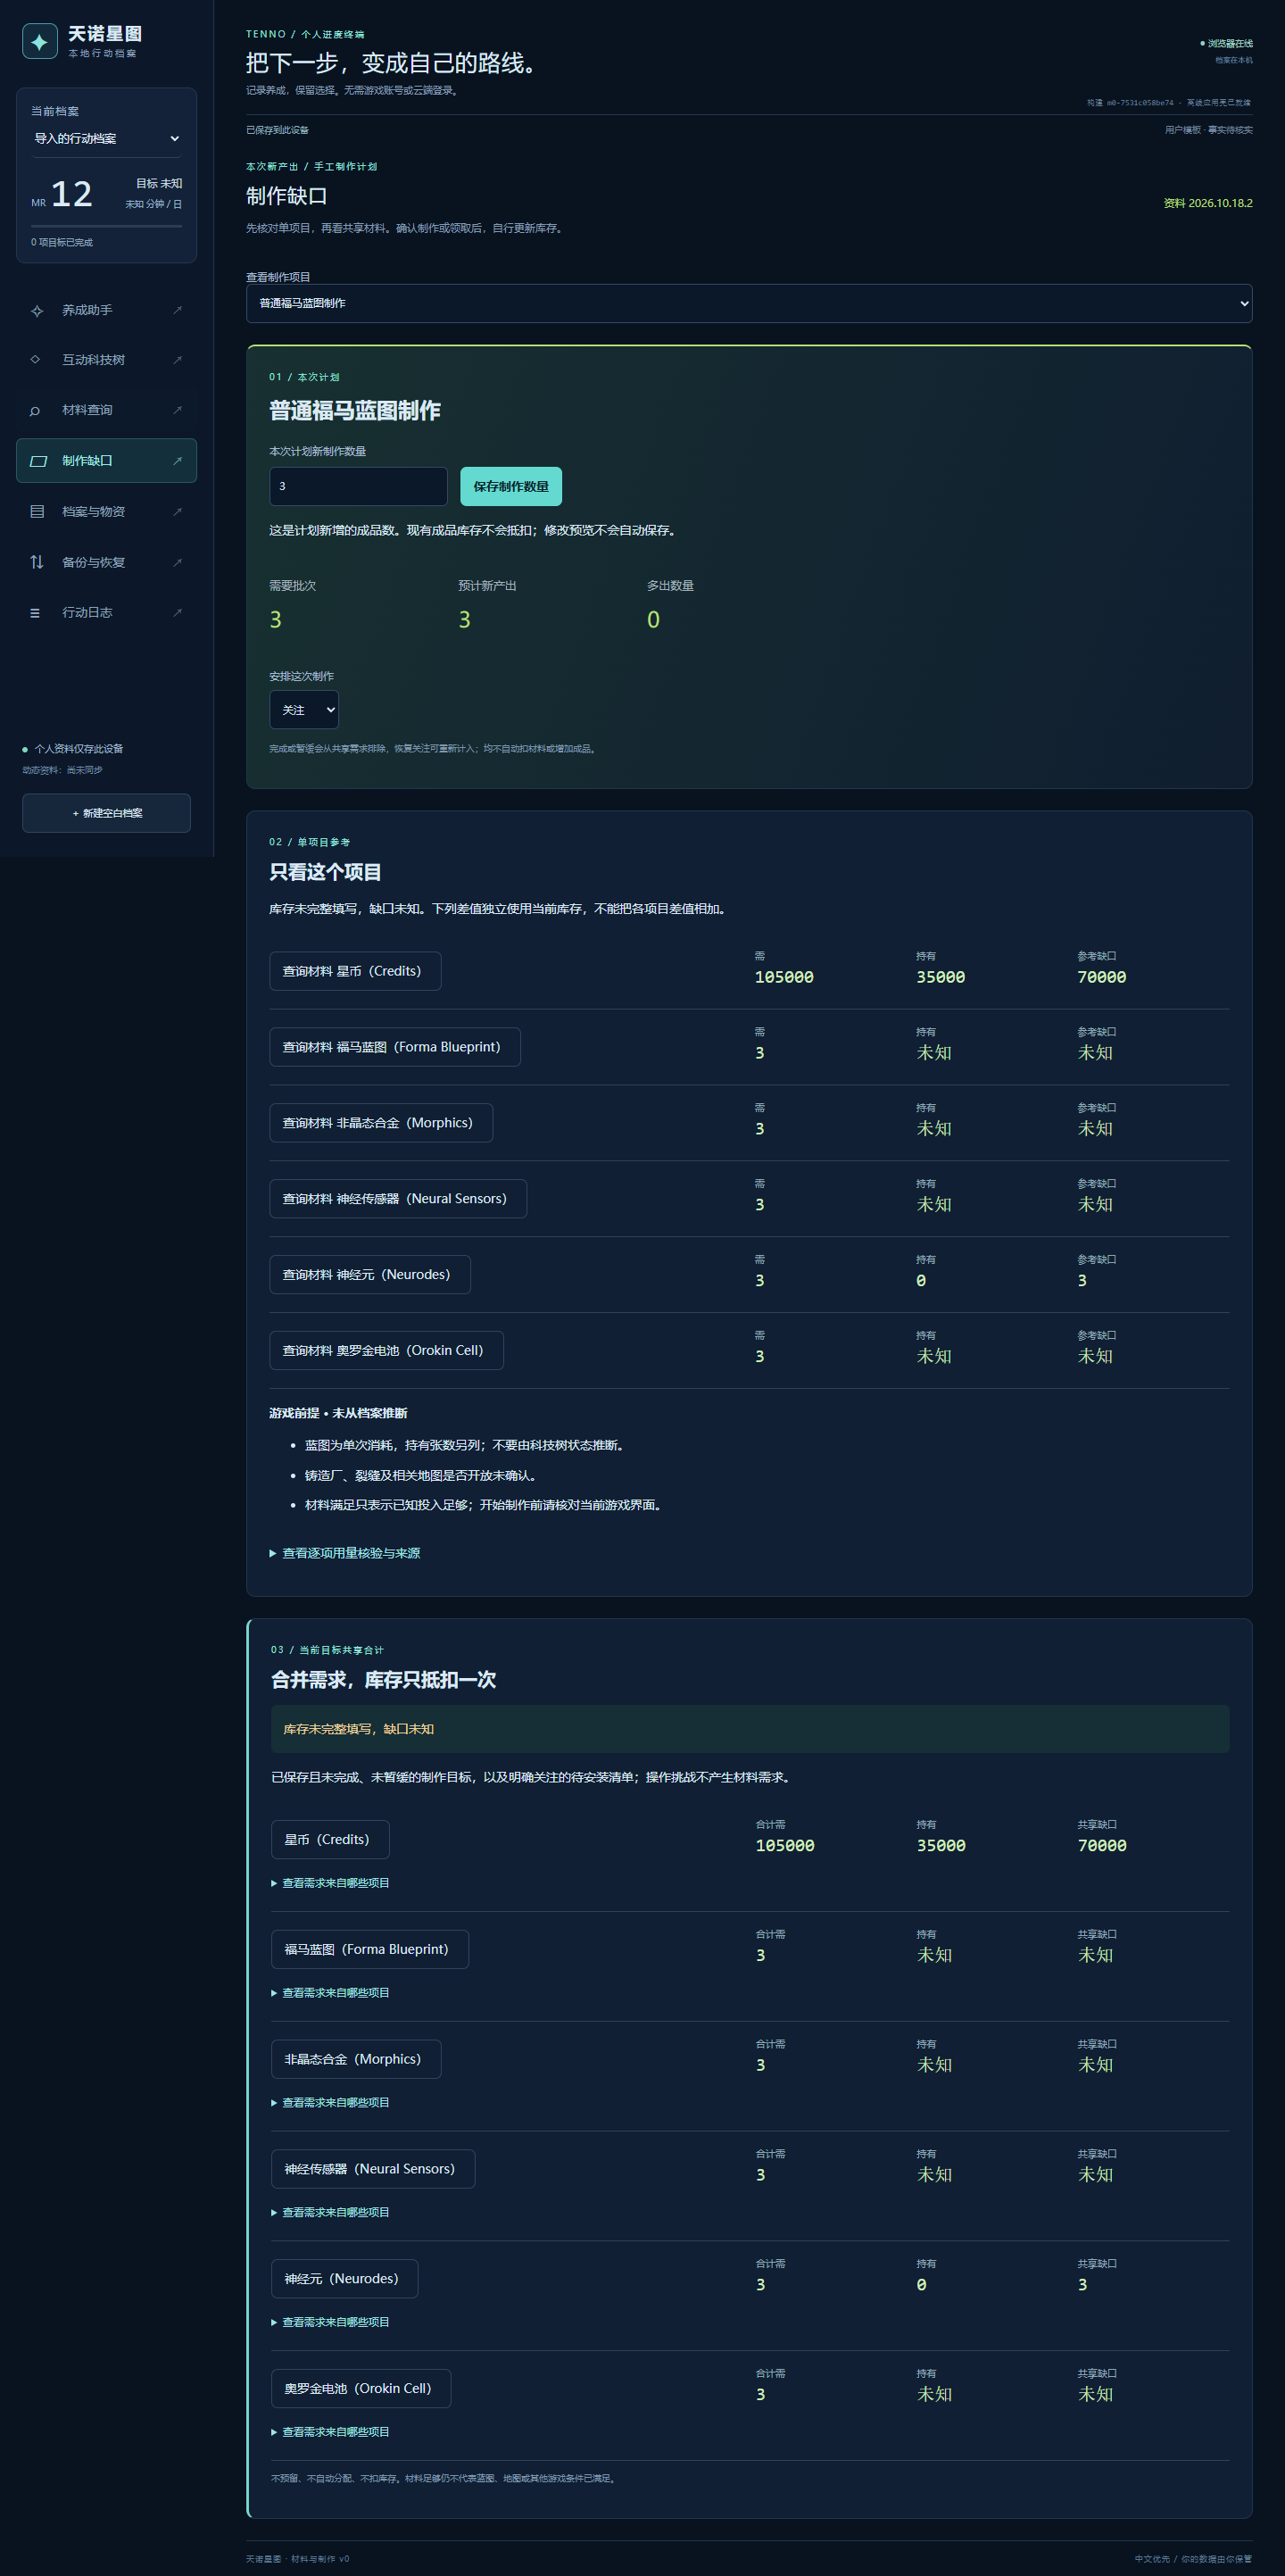 天诺星图
本地行动档案
当前档案
导入的行动档案
MR 12
目标 未知
未知 分钟 / 日
0 项目标已完成
养成助手
互动科技树
材料查询
制作缺口
档案与物资
备份与恢复
行动日志
个人资料仅存此设备
动态资料：尚未同步
+ 新建空白档案
TENNO / 个人进度终端
把下一步，变成自己的路线。
记录养成，保留选择。无需游戏账号或云端登录。
浏览器在线
档案在本机
构建 m0-7531c058be74 · 离线应用壳已就绪
已保存到此设备
用户模板 · 事实待核实
本次新产出 / 手工制作计划
制作缺口
先核对单项目，再看共享材料。确认制作或领取后，自行更新库存。
资料 2026.10.18.2
查看制作项目
普通福马蓝图制作
01 / 本次计划
普通福马蓝图制作
本次计划新制作数量
3
保存制作数量
这是计划新增的成品数。现有成品库存不会抵扣；修改预览不会自动保存。
需要批次
3
预计新产出
3
多出数量
0
安排这次制作
关注
完成或暂缓会从共享需求排除，恢复关注可重新计入；均不自动扣材料或增加成品。
02 / 单项目参考
只看这个项目
库存未完整填写，缺口未知。下列差值独立使用当前库存，不能把各项目差值相加。
查询材料 星币（Credits）
需
105000
持有
35000
参考缺口
70000
查询材料 福马蓝图（Forma Blueprint）
需
3
持有
未知
参考缺口
未知
查询材料 非晶态合金（Morphics）
需
3
持有
未知
参考缺口
未知
查询材料 神经传感器（Neural Sensors）
需
3
持有
未知
参考缺口
未知
查询材料 神经元（Neurodes）
需
3
持有
0
参考缺口
3
查询材料 奥罗金电池（Orokin Cell）
需
3
持有
未知
参考缺口
未知
游戏前提 · 未从档案推断
蓝图为单次消耗，持有张数另列；不要由科技树状态推断。
铸造厂、裂缝及相关地图是否开放未确认。
材料满足只表示已知投入足够；开始制作前请核对当前游戏界面。
查看逐项用量核验与来源
03 / 当前目标共享合计
合并需求，库存只抵扣一次
库存未完整填写，缺口未知
已保存且未完成、未暂缓的制作目标，以及明确关注的待安装清单；操作挑战不产生材料需求。
星币（Credits）
合计需
105000
持有
35000
共享缺口
70000
查看需求来自哪些项目
福马蓝图（Forma Blueprint）
合计需
3
持有
未知
共享缺口
未知
查看需求来自哪些项目
非晶态合金（Morphics）
合计需
3
持有
未知
共享缺口
未知
查看需求来自哪些项目
神经传感器（Neural Sensors）
合计需
3
持有
未知
共享缺口
未知
查看需求来自哪些项目
神经元（Neurodes）
合计需
3
持有
0
共享缺口
3
查看需求来自哪些项目
奥罗金电池（Orokin Cell）
合计需
3
持有
未知
共享缺口
未知
查看需求来自哪些项目
不预留、不自动分配、不扣库存。材料足够仍不代表蓝图、地图或其他游戏条件已满足。
天诺星图 · 材料与制作 v0
中文优先 / 你的数据由你保管